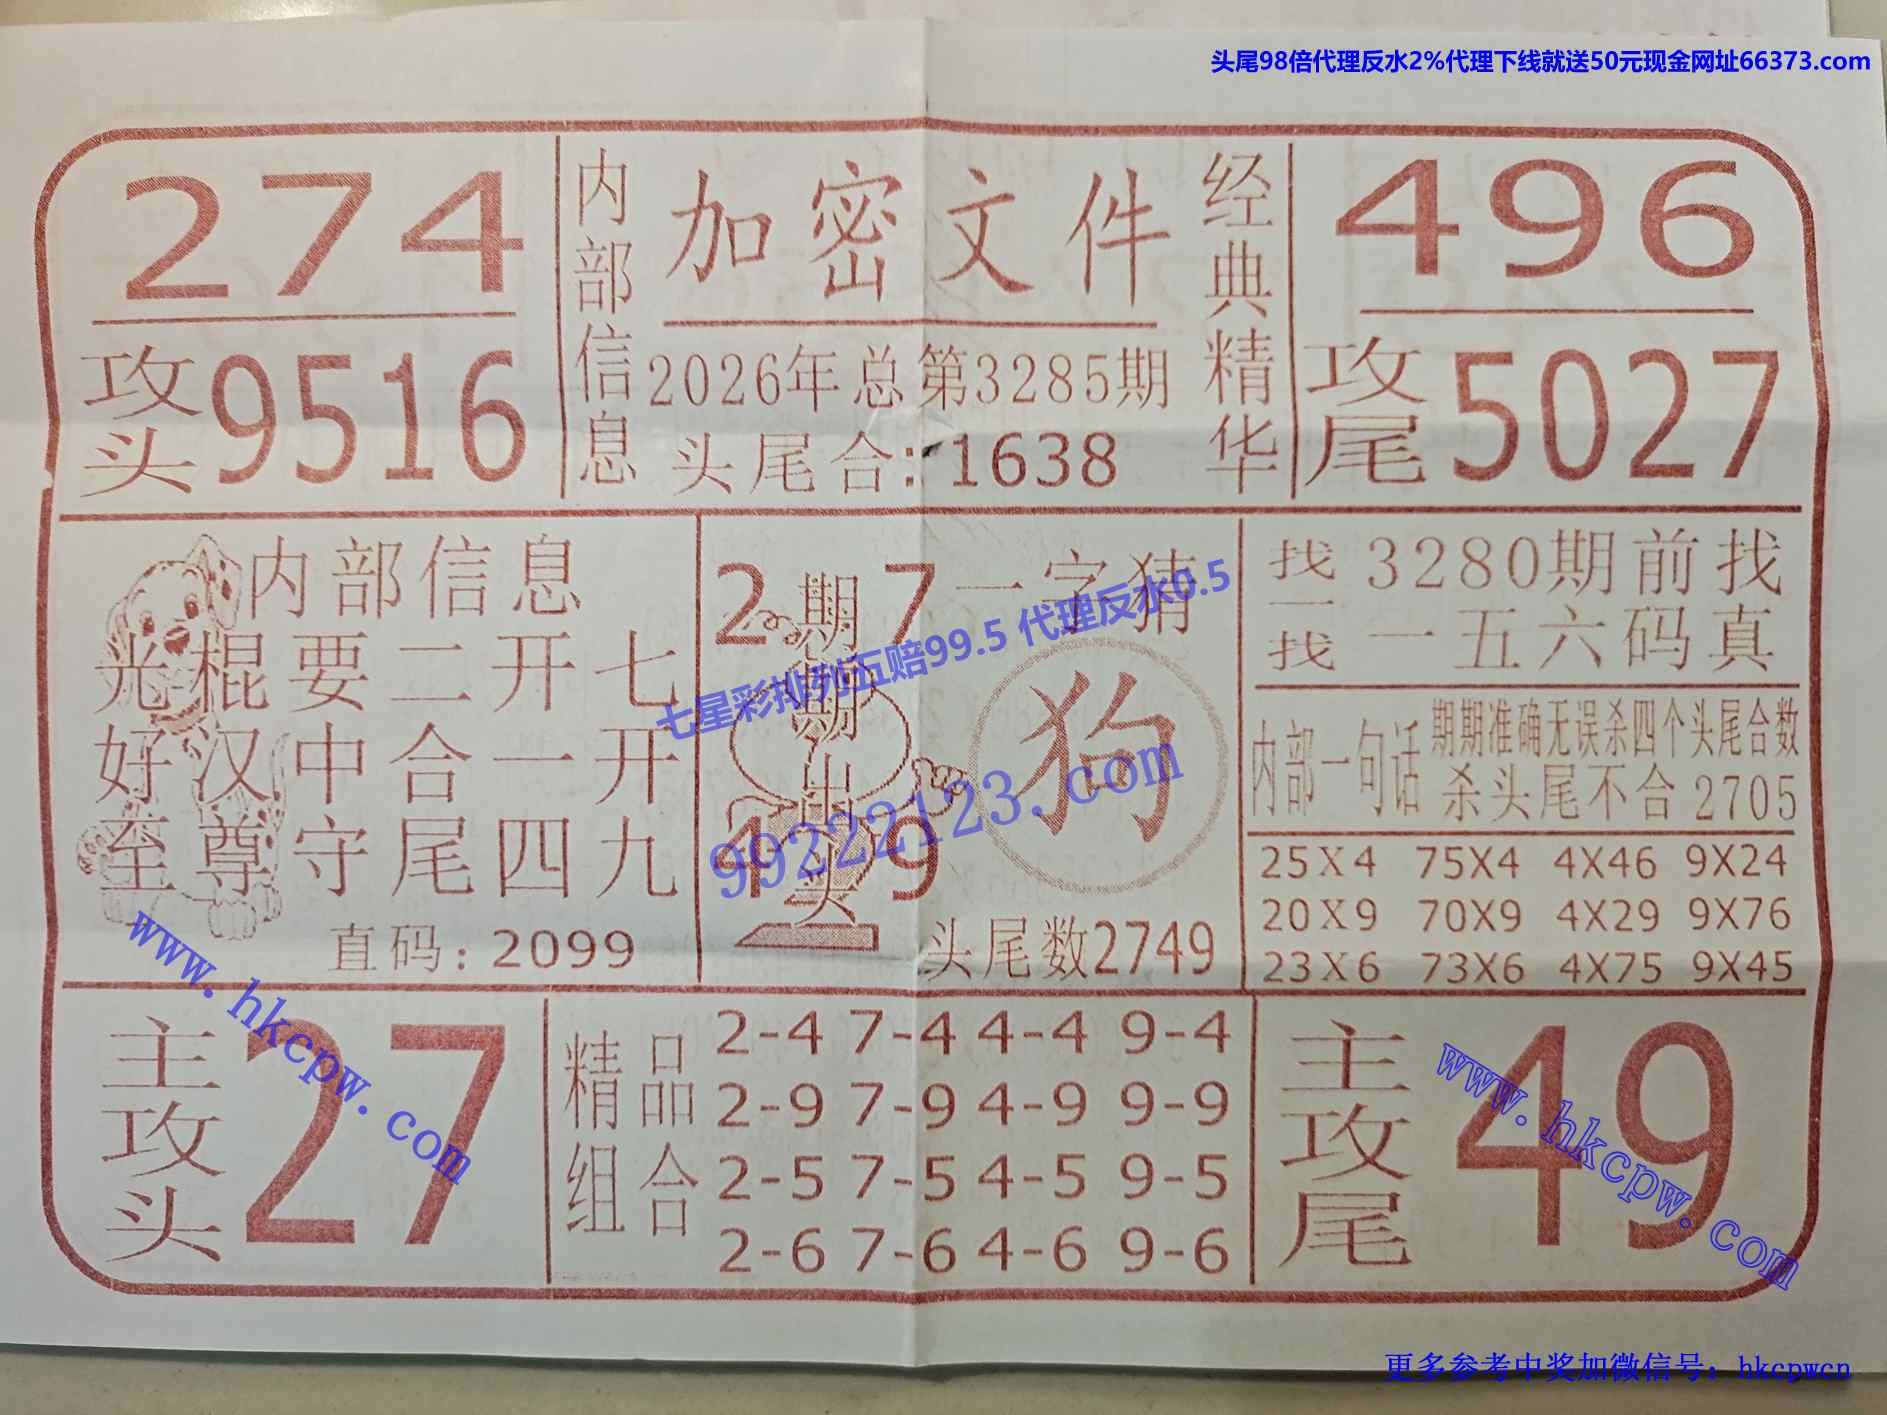 头尾98倍代理反水2%代理下线就送50元现金网址66373.com
274
攻头9516
内部信息
加密文件
2026年总第3285期
头尾合:1638
经典精华
496
攻尾5027
内部信息
光棍要二开七
好汉中合一开
至尊守尾四九
直码:2099
2 7
期期出头
4 9
一字猜
狗
头尾数2749
七星彩排列五赔99.5 代理反水0.5
99222123.com
找一找
3280期前找
一五六码真
内部一句话
期期准确无误杀四个头尾合数
杀头尾不合2705
25X4 75X4 4X46 9X24
20X9 70X9 4X29 9X76
23X6 73X6 4X75 9X45
主攻头
27
精品组合
2-4 7-4 4-4 9-4
2-9 7-9 4-9 9-9
2-5 7-5 4-5 9-5
2-6 7-6 4-6 9-6
主攻尾
49
www.hkcpw.com
www.hkcpw.com
更多参考中奖加微信号:hkcpwcn